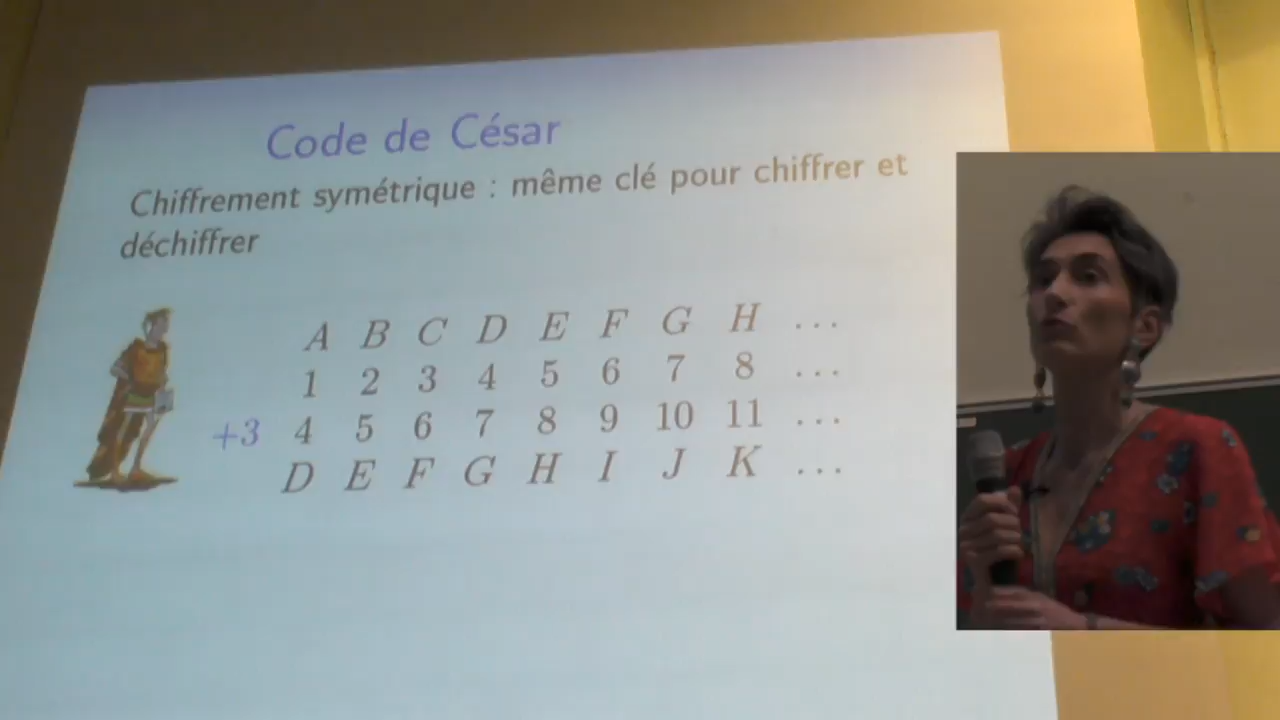 Code de César
Chiffrement symétrique : même clé pour chiffrer et
déchiffrer
A B C D E F G H ...
1 2 3 4 5 6 7 8 ...
+3 4 5 6 7 8 9 10 11 ...
D E F G H I J K ...